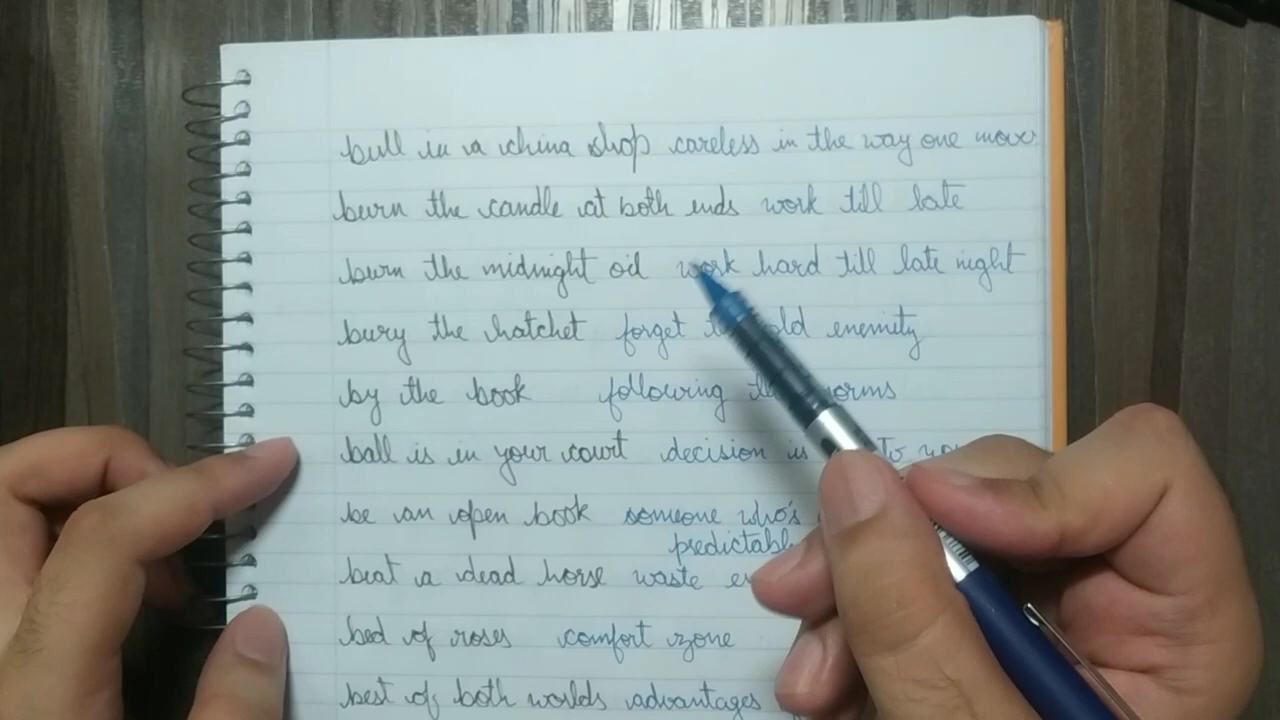 bull in a china shop careless in the way one moves
burn the candle at both ends work till late
burn the midnight oil work hard till late night
bury the hatchet forget old enemity
by the book following norms
ball is in your court decision is to
be an open book someone who's
predictable
beat a dead horse waste
bed of roses comfort zone
best of both worlds advantages